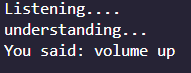 Listening....
understanding...
You said: volume up